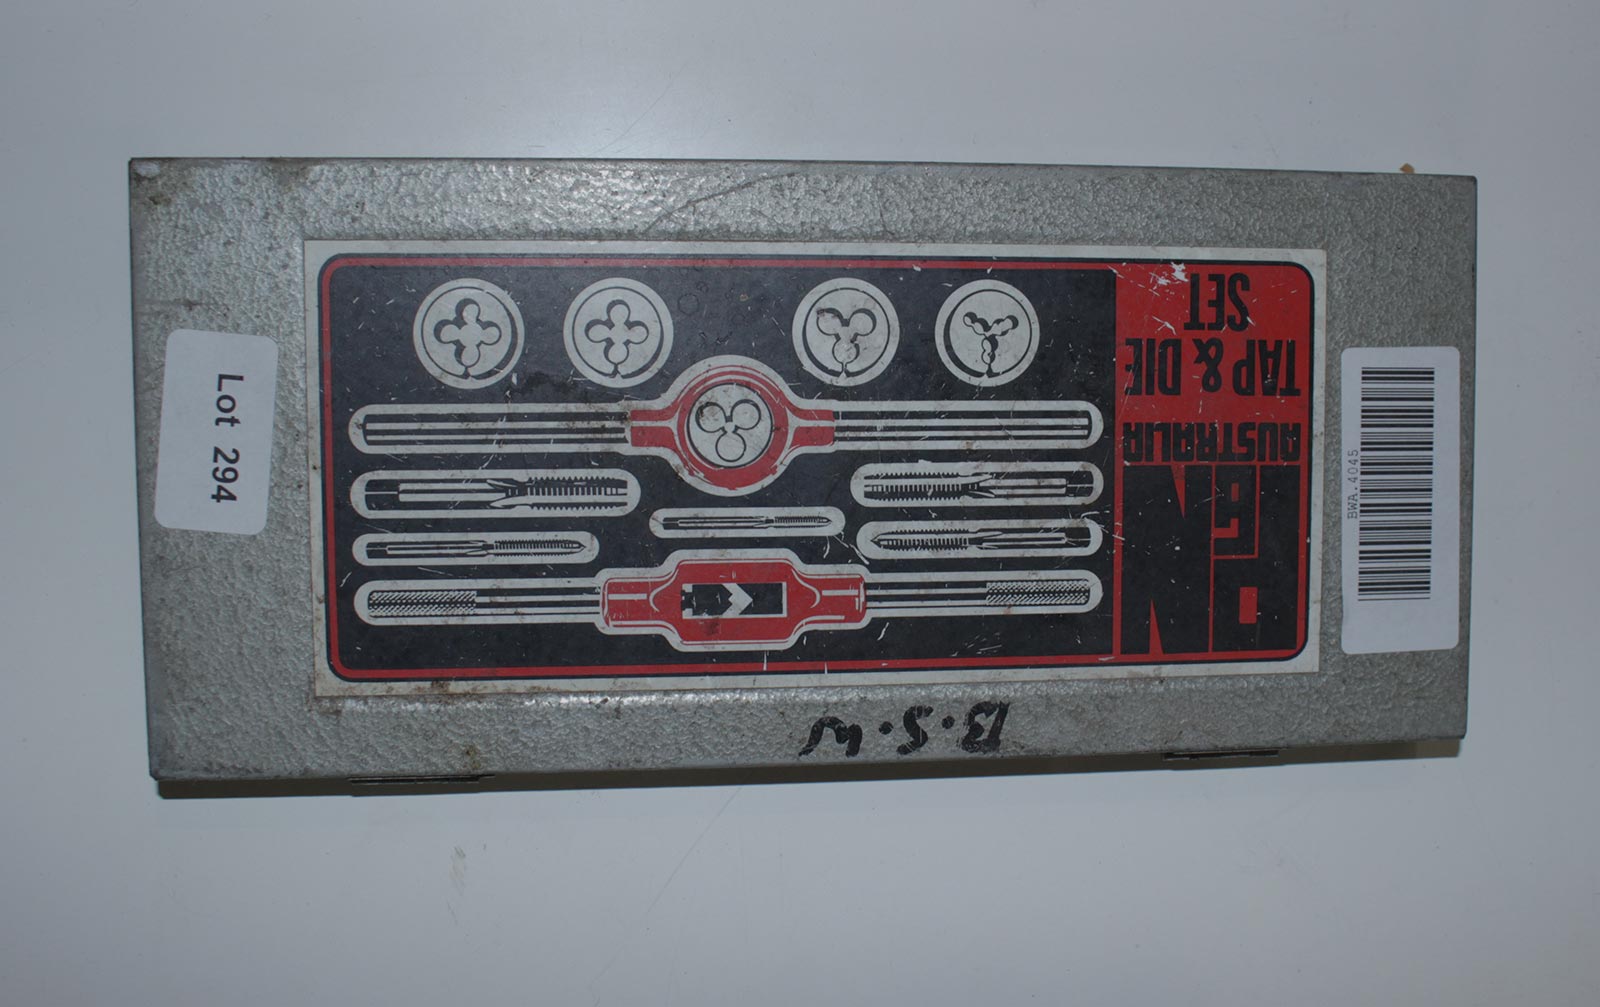 P&N
AUSTRALIA
TAP & DIE
SET
B.S.W
Lot 294
BWA.4045